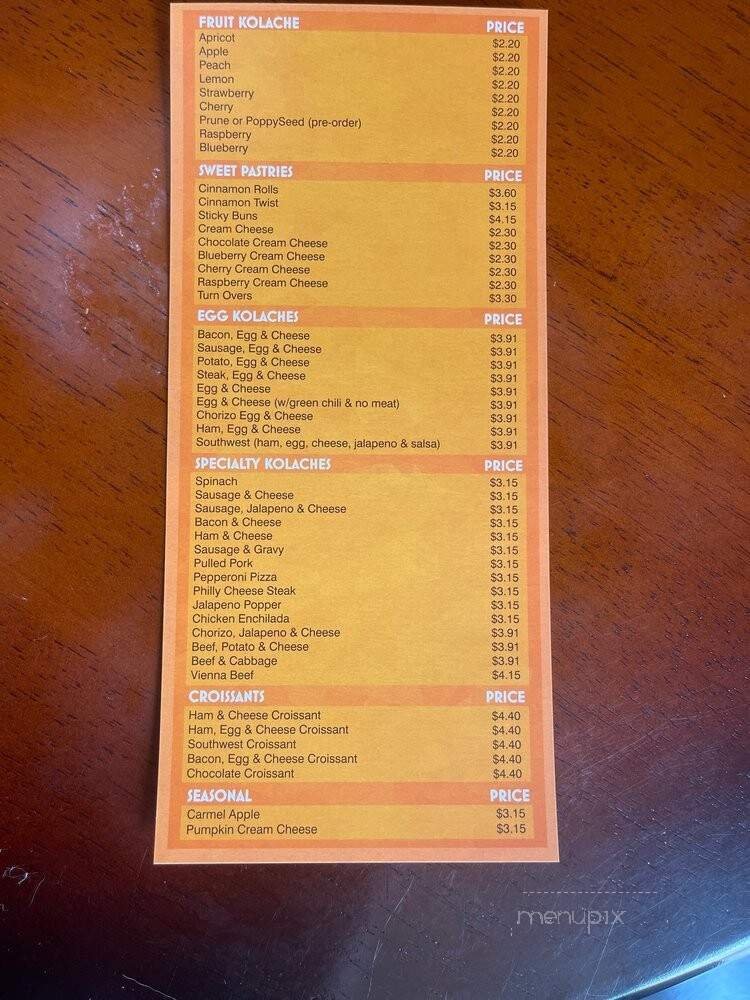 FRUIT KOLACHE PRICE
Apricot $2.20
Apple $2.20
Peach $2.20
Lemon $2.20
Strawberry $2.20
Cherry $2.20
Prune or PoppySeed (pre-order) $2.20
Raspberry $2.20
Blueberry $2.20
SWEET PASTRIES PRICE
Cinnamon Rolls $3.60
Cinnamon Twist $3.15
Sticky Buns $4.15
Cream Cheese $2.30
Chocolate Cream Cheese $2.30
Blueberry Cream Cheese $2.30
Cherry Cream Cheese $2.30
Raspberry Cream Cheese $2.30
Turn Overs $3.30
EGG KOLACHES PRICE
Bacon, Egg & Cheese $3.91
Sausage, Egg & Cheese $3.91
Potato, Egg & Cheese $3.91
Steak, Egg & Cheese $3.91
Egg & Cheese $3.91
Egg & Cheese (w/green chili & no meat) $3.91
Chorizo Egg & Cheese $3.91
Ham, Egg & Cheese $3.91
Southwest (ham, egg, cheese, jalapeno & salsa) $3.91
SPECIALTY KOLACHES PRICE
Spinach $3.15
Sausage & Cheese $3.15
Sausage, Jalapeno & Cheese $3.15
Bacon & Cheese $3.15
Ham & Cheese $3.15
Sausage & Gravy $3.15
Pulled Pork $3.15
Pepperoni Pizza $3.15
Philly Cheese Steak $3.15
Jalapeno Popper $3.15
Chicken Enchilada $3.15
Chorizo, Jalapeno & Cheese $3.91
Beef, Potato & Cheese $3.91
Beef & Cabbage $3.91
Vienna Beef $4.15
CROISSANTS PRICE
Ham & Cheese Croissant $4.40
Ham, Egg & Cheese Croissant $4.40
Southwest Croissant $4.40
Bacon, Egg & Cheese Croissant $4.40
Chocolate Croissant $4.40
SEASONAL PRICE
Carmel Apple $3.15
Pumpkin Cream Cheese $3.15
menupix